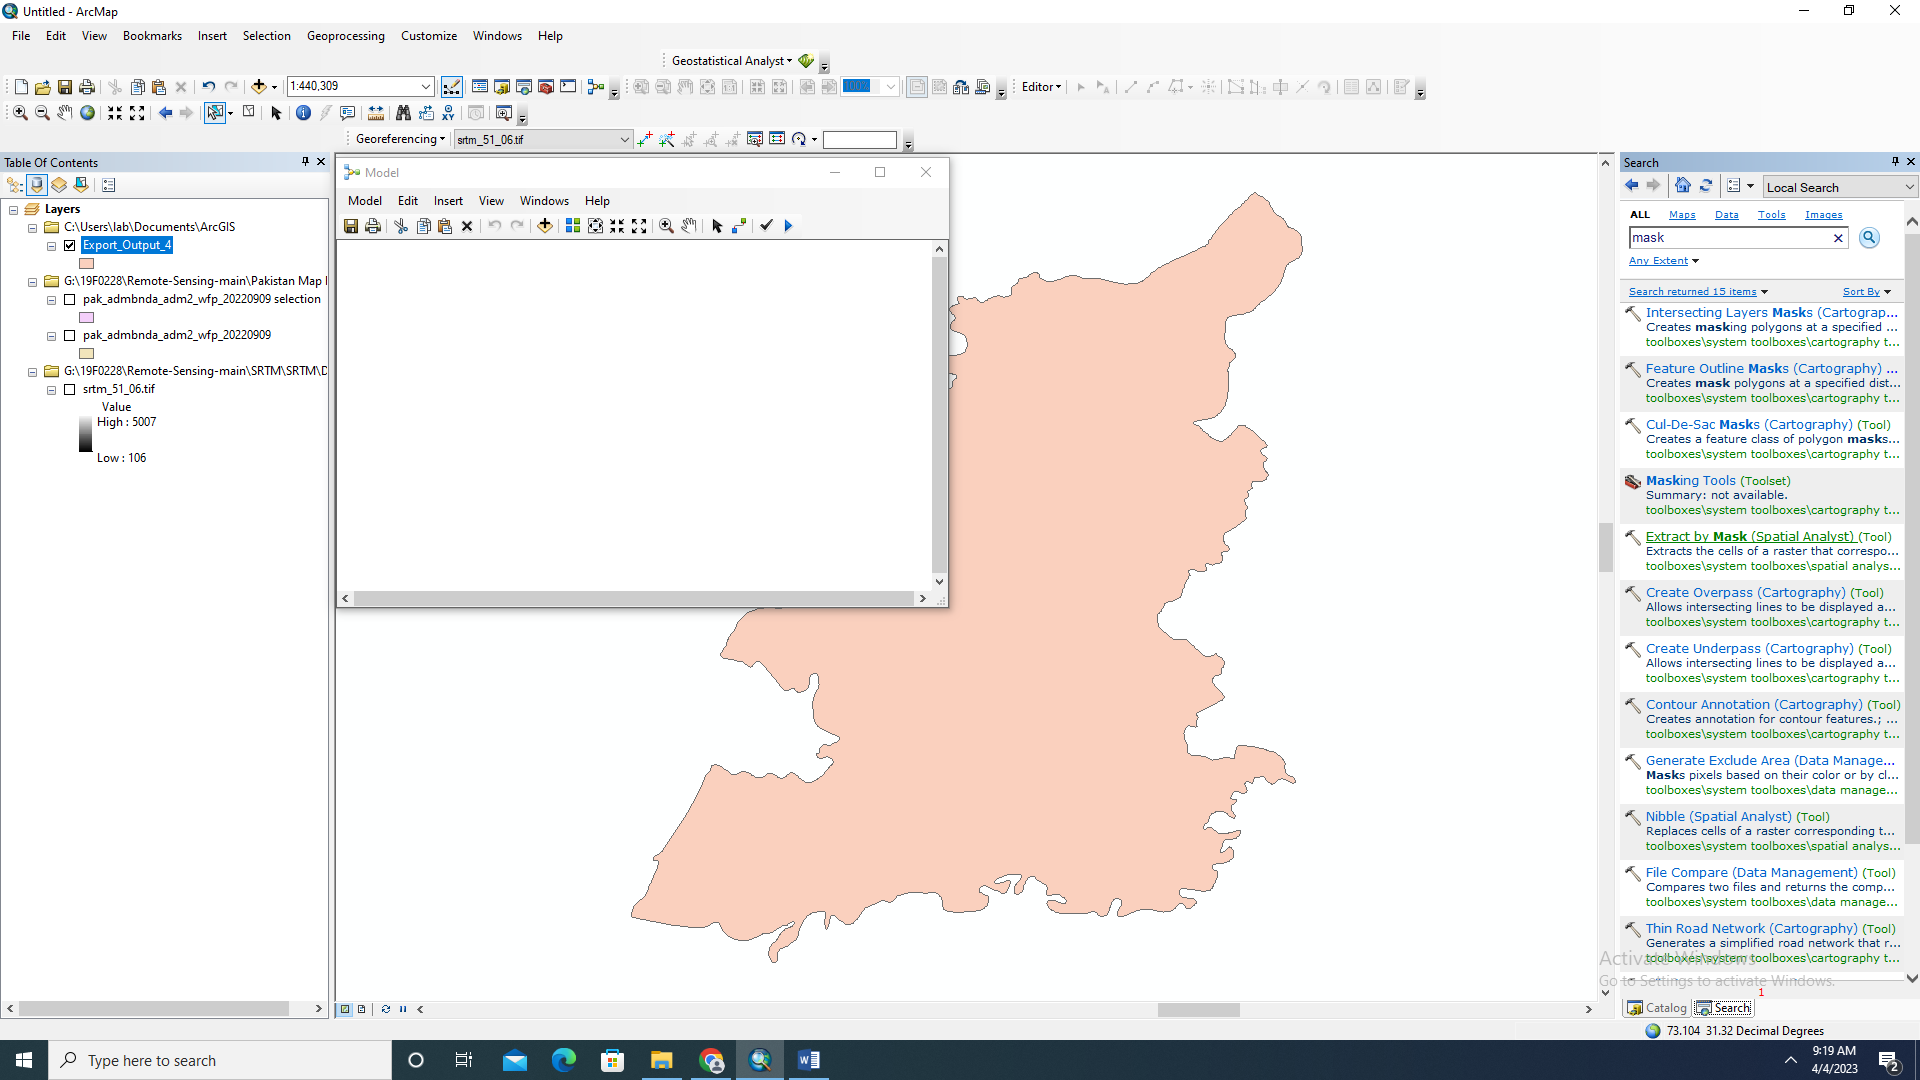 Untitled - ArcMap
File Edit View Bookmarks Insert Selection Geoprocessing Customize Windows Help
Geostatistical Analyst
1:440,309
100%
Editor
Georeferencing
srtm_51_06.tif
Table Of Contents
Layers
C:\Users\lab\Documents\ArcGIS
Export_Output_4
G:\19F0228\Remote-Sensing-main\Pakistan Map
pak_admbnda_adm2_wfp_20220909 selection
pak_admbnda_adm2_wfp_20220909
G:\19F0228\Remote-Sensing-main\SRTM\SRTM\D
srtm_51_06.tif
Value
High : 5007
Low : 106
Model
Model Edit Insert View Windows Help
Search
Local Search
ALL Maps Data Tools Images
mask
Any Extent
Search returned 15 items Sort By
Intersecting Layers Masks (Cartograp...
Creates masking polygons at a specified ...
toolboxes\system toolboxes\cartography t...
Feature Outline Masks (Cartography) ...
Creates mask polygons at a specified dist...
toolboxes\system toolboxes\cartography t...
Cul-De-Sac Masks (Cartography) (Tool)
Creates a feature class of polygon masks...
toolboxes\system toolboxes\cartography t...
Masking Tools (Toolset)
Summary: not available.
toolboxes\system toolboxes\cartography t...
Extract by Mask (Spatial Analyst) (Tool)
Extracts the cells of a raster that correspo...
toolboxes\system toolboxes\spatial analys...
Create Overpass (Cartography) (Tool)
Allows intersecting lines to be displayed a...
toolboxes\system toolboxes\cartography t...
Create Underpass (Cartography) (Tool)
Allows intersecting lines to be displayed a...
toolboxes\system toolboxes\cartography t...
Contour Annotation (Cartography) (Tool)
Creates annotation for contour features.; ...
toolboxes\system toolboxes\cartography t...
Generate Exclude Area (Data Manage...
Masks pixels based on their color or by cl...
toolboxes\system toolboxes\data manage...
Nibble (Spatial Analyst) (Tool)
Replaces cells of a raster corresponding t...
toolboxes\system toolboxes\spatial analys...
File Compare (Data Management) (Tool)
Compares two files and returns the comp...
toolboxes\system toolboxes\data manage...
Thin Road Network (Cartography) (Tool)
Generates a simplified road network that r...
toolboxes\system toolboxes\cartography t...
Activate Windows
Go to Settings to activate Windows.
1
Catalog Search
73.104 31.32 Decimal Degrees
Type here to search
9:19 AM
4/4/2023
2